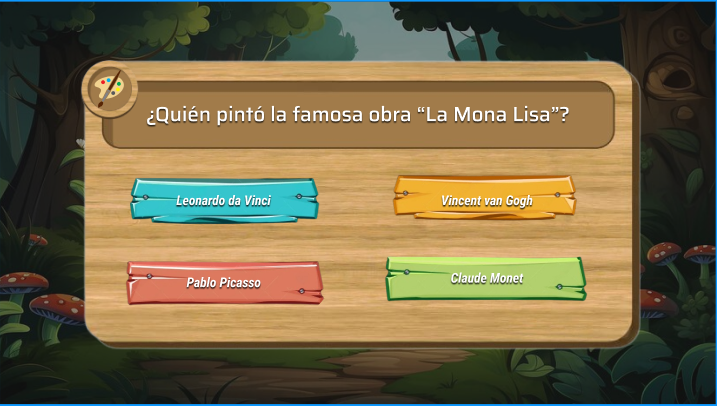 ¿Quién pintó la famosa obra “La Mona Lisa”?
Leonardo da Vinci
Vincent van Gogh
Pablo Picasso
Claude Monet